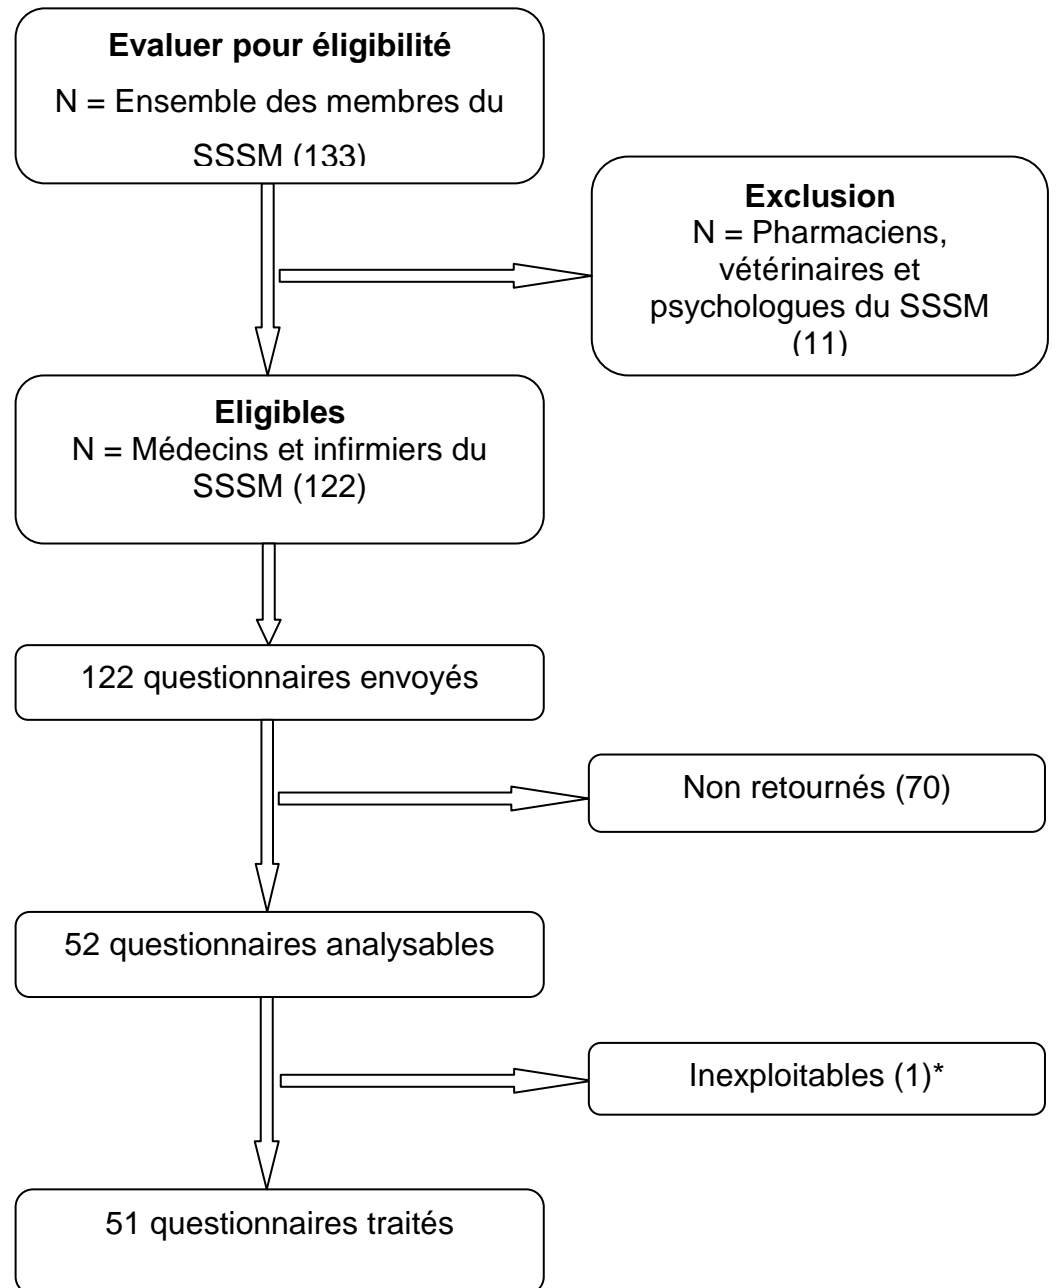 Evaluer pour éligibilité
N = Ensemble des membres du
SSSM (133)
Exclusion
N = Pharmaciens,
vétérinaires et
psychologues du SSSM
(11)
Eligibles
N = Médecins et infirmiers du
SSSM (122)
122 questionnaires envoyés
Non retournés (70)
52 questionnaires analysables
Inexploitables (1)*
51 questionnaires traités